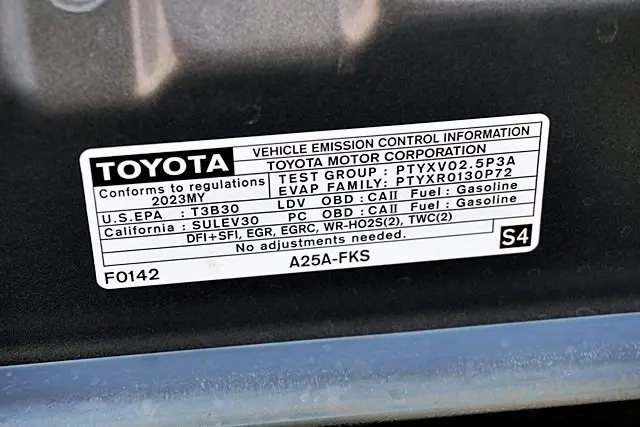 TOYOTA
VEHICLE EMISSION CONTROL INFORMATION
TOYOTA MOTOR CORPORATION
Conforms to regulations
2023MY
TEST GROUP : PTYXV02.5P3A
EVAP FAMILY: PTYXR0130P72
U.S.EPA : T3B30 LDV OBD : CAII Fuel : Gasoline
California : SULEV30 PC OBD : CAII Fuel : Gasoline
DFI+SFI, EGR, EGRC, WR-HO2S(2), TWC(2)
No adjustments needed.
F0142 A25A-FKS S4